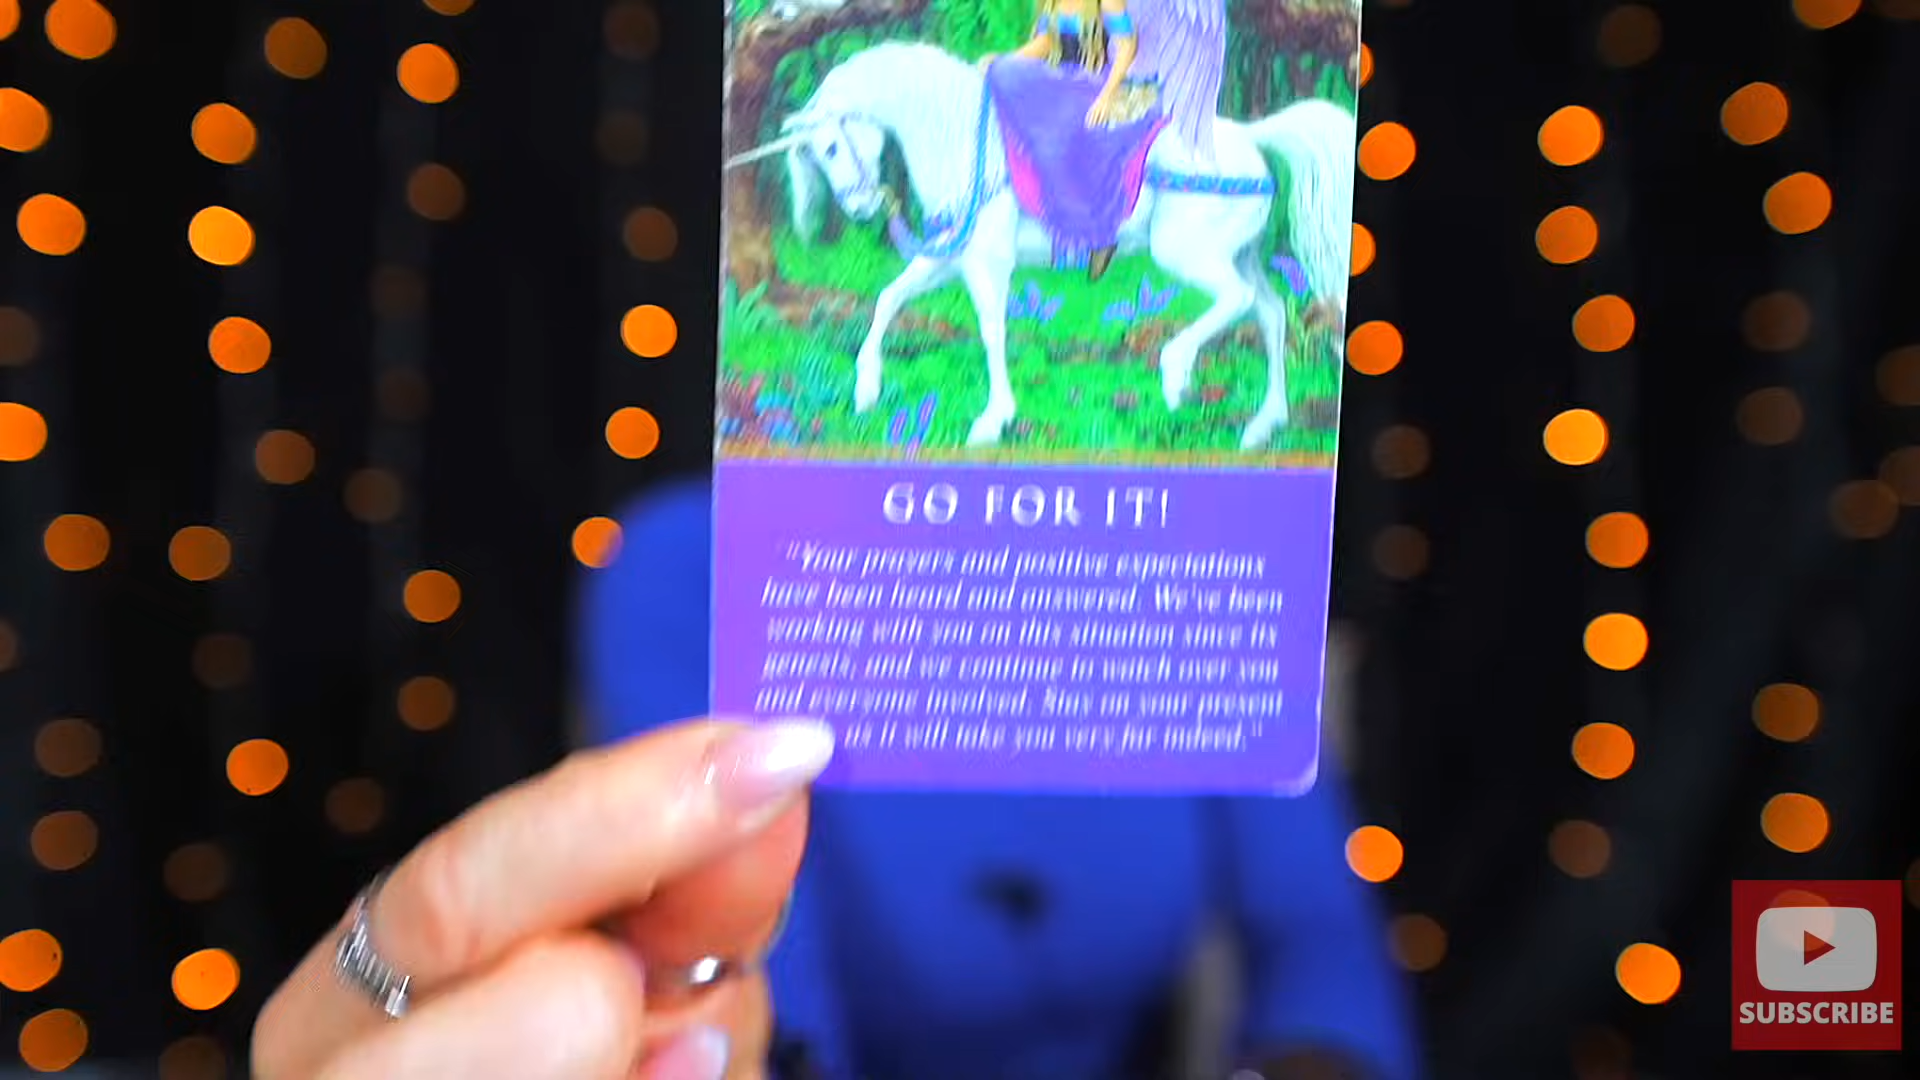 GO FOR IT!
"Your prayers and positive expectations
have been heard and answered. We've been
working with you on this situation since its
genesis, and we continue to watch over you
and everyone involved. Stay on your present
as it will take you very far indeed."
SUBSCRIBE